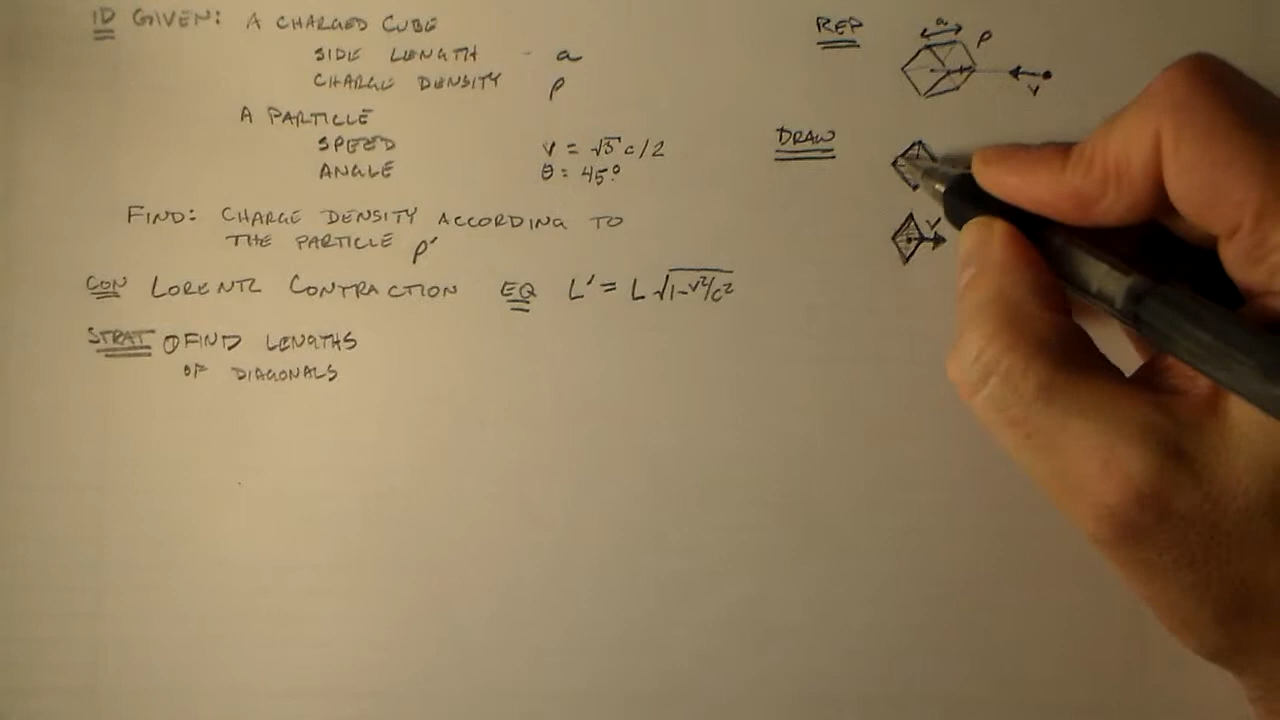 ID GIVEN: A CHARGED CUBE
SIDE LENGTH - a
CHARGE DENSITY ρ
A PARTICLE
SPEED v = √3 c/2
ANGLE θ = 45°
FIND: CHARGE DENSITY ACCORDING TO
THE PARTICLE ρ'
CON LORENTZ CONTRACTION EQ L' = L √1-v²/c²
STRAT ① FIND LENGTHS
OF DIAGONALS
REP
a
ρ
v
DRAW
v